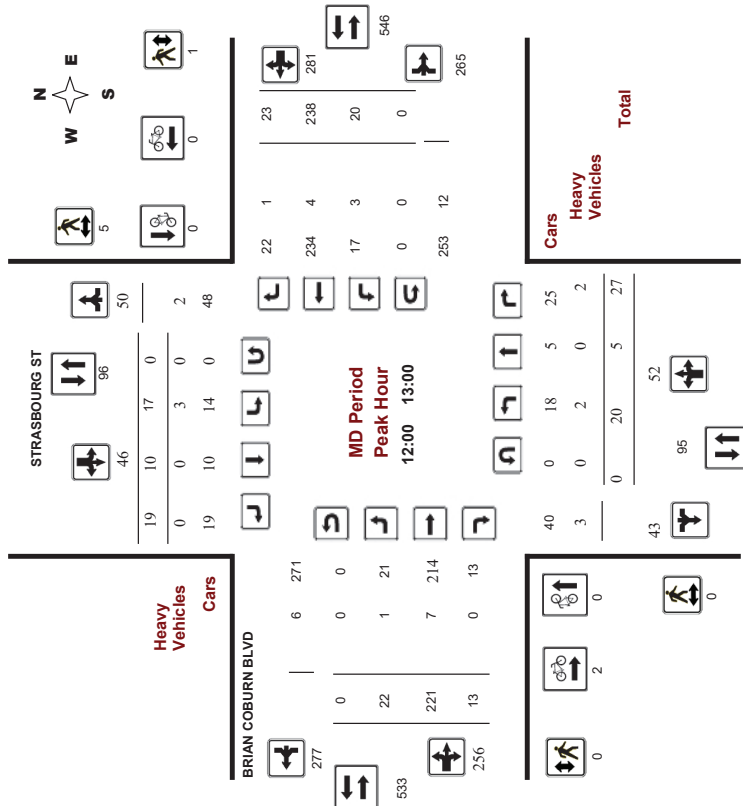 N
W E
S
1
0
5
0
STRASBOURG ST
50
96
46
2
48
19 10 17 0
0 0 3 0
19 10 14 0
Heavy
Vehicles
Cars
546
281
265
23
238
20
0
1
4
3
0
12
22
234
17
0
253
MD Period
Peak Hour
12:00 13:00
BRIAN COBURN BLVD
6 271
0 0
1 21
7 214
0 13
0
22
221
13
277
533
256
Cars
Heavy
Vehicles
Total
40 0 18 5 25
3 0 2 0 2
0 20 5 27
43
95
52
0
2
0
0